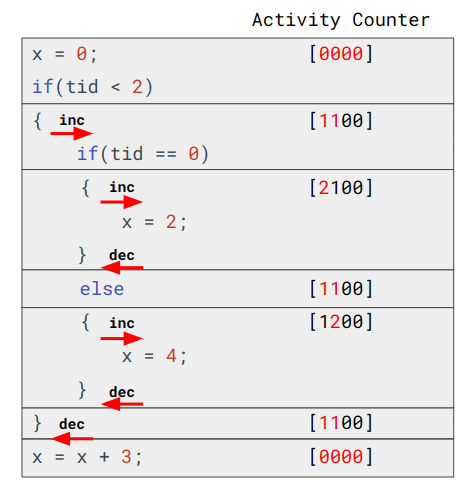 Activity Counter
x = 0; [0000]
if(tid < 2)
{ inc [1100]
if(tid == 0)
{ inc [2100]
x = 2;
} dec
else [1100]
{ inc [1200]
x = 4;
} dec
} dec [1100]
x = x + 3; [0000]